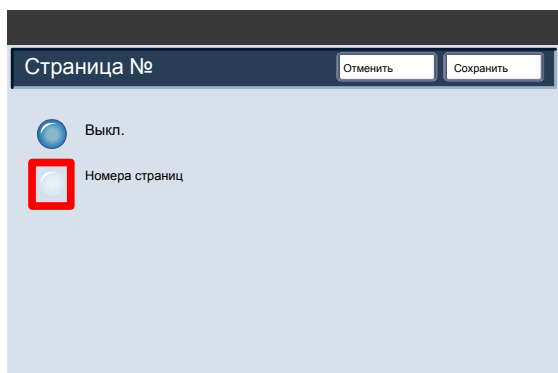 Страница №
Отменить
Сохранить
Выкл.
Номера страниц